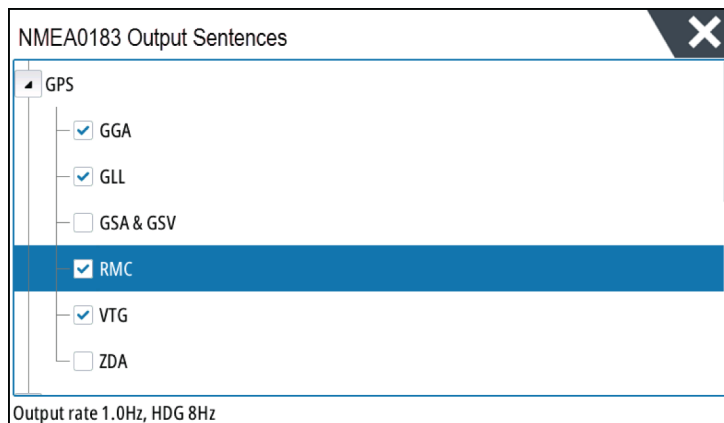 NMEA0183 Output Sentences
GPS
GGA
GLL
GSA & GSV
RMC
VTG
ZDA
Output rate 1.0Hz, HDG 8Hz